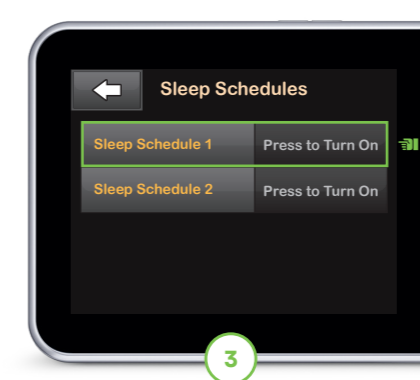 Sleep Schedules
Sleep Schedule 1 Press to Turn On
Sleep Schedule 2 Press to Turn On
3